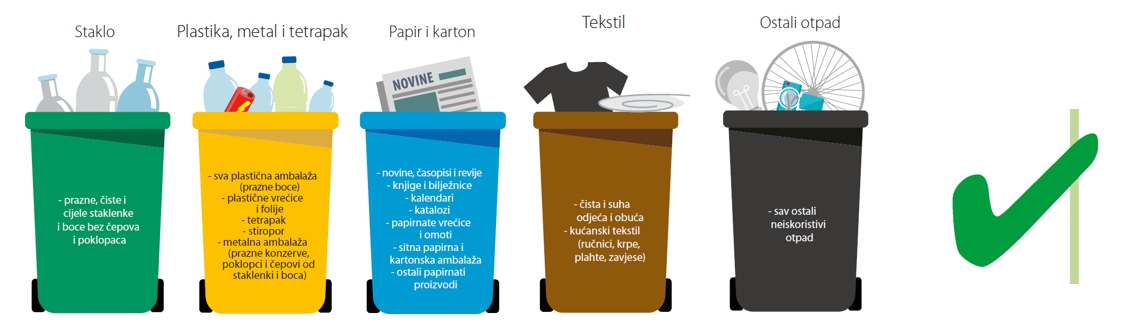 Staklo
- prazne, čiste i
cijele staklenke
i boce bez čepova
i poklopaca
Plastika, metal i tetrapak
- sva plastična ambalaža
(prazne boce)
- plastične vrećice
i folije
- tetrapak
- stiropor
- metalna ambalaža
(prazne konzerve,
poklopci i čepovi od
staklenki i boca)
Papir i karton
NOVINE
- novine, časopisi i revije
- knjige i bilježnice
- kalendari
- katalozi
- papirnate vrećice
i omoti
- sitna papirna i
kartonska ambalaža
- ostali papirnati
proizvodi
Tekstil
- čista i suha
odjeća i obuća
- kućanski tekstil
(ručnici, krpe,
plahte, zavjese)
Ostali otpad
- sav ostali
neiskoristivi
otpad